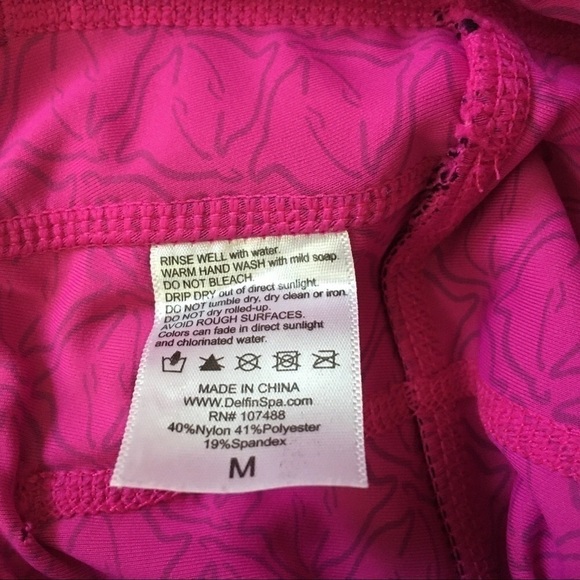 RINSE WELL with water.
WARM HAND WASH with mild soap.
DO NOT BLEACH.
DRIP DRY out of direct sunlight.
DO NOT tumble dry, dry clean or iron.
DO NOT dry rolled-up.
AVOID ROUGH SURFACES.
Colors can fade in direct sunlight
and chlorinated water.
MADE IN CHINA
WWW.DelfinSpa.com
RN# 107488
40%Nylon 41%Polyester
19%Spandex
M